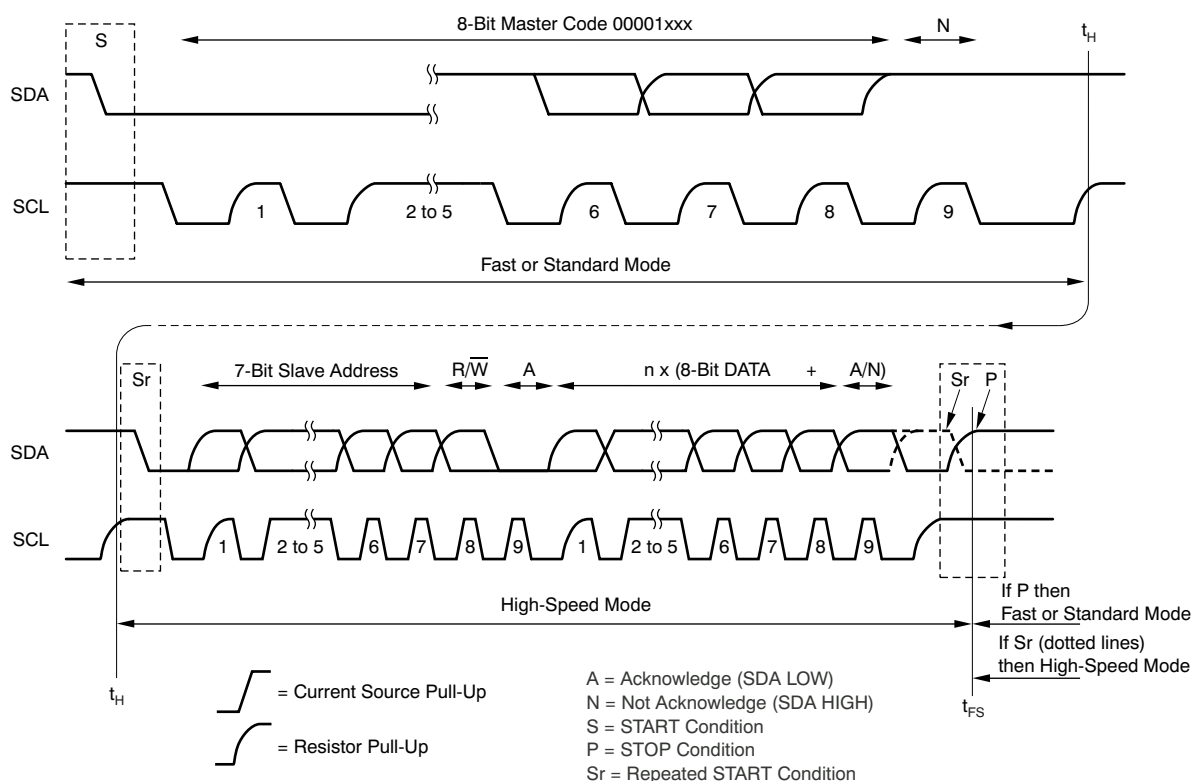 8-Bit Master Code 00001xxx
N
tH
S
SDA
SCL
1
2 to 5
6
7
8
9
Fast or Standard Mode
Sr
7-Bit Slave Address
R/W̅
A
n x (8-Bit DATA + A/N)
Sr
P
SDA
SCL
1
2 to 5
6
7
8
9
1
2 to 5
6
7
8
9
High-Speed Mode
If P then
Fast or Standard Mode
If Sr (dotted lines)
then High-Speed Mode
tH
tFS
= Current Source Pull-Up
= Resistor Pull-Up
A = Acknowledge (SDA LOW)
N = Not Acknowledge (SDA HIGH)
S = START Condition
P = STOP Condition
Sr = Repeated START Condition